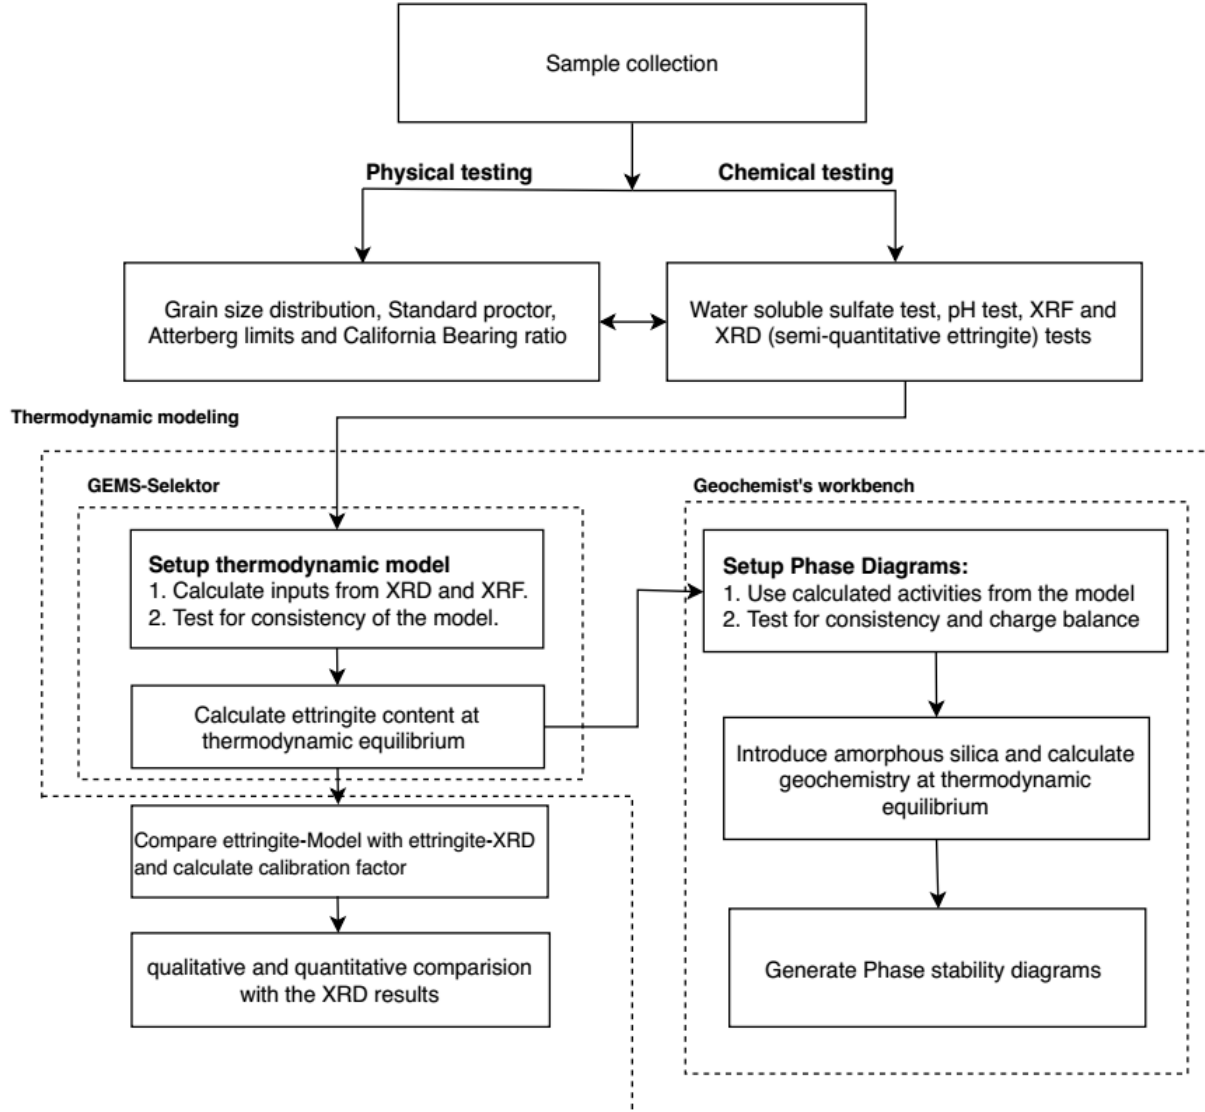 Sample collection
Physical testing
Chemical testing
Grain size distribution, Standard proctor,
Atterberg limits and California Bearing ratio
Water soluble sulfate test, pH test, XRF and
XRD (semi-quantitative ettringite) tests
Thermodynamic modeling
GEMS-Selektor
Setup thermodynamic model
1. Calculate inputs from XRD and XRF.
2. Test for consistency of the model.
Calculate ettringite content at
thermodynamic equilibrium
Compare ettringite-Model with ettringite-XRD
and calculate calibration factor
qualitative and quantitative comparision
with the XRD results
Geochemist's workbench
Setup Phase Diagrams:
1. Use calculated activities from the model
2. Test for consistency and charge balance
Introduce amorphous silica and calculate
geochemistry at thermodynamic
equilibrium
Generate Phase stability diagrams